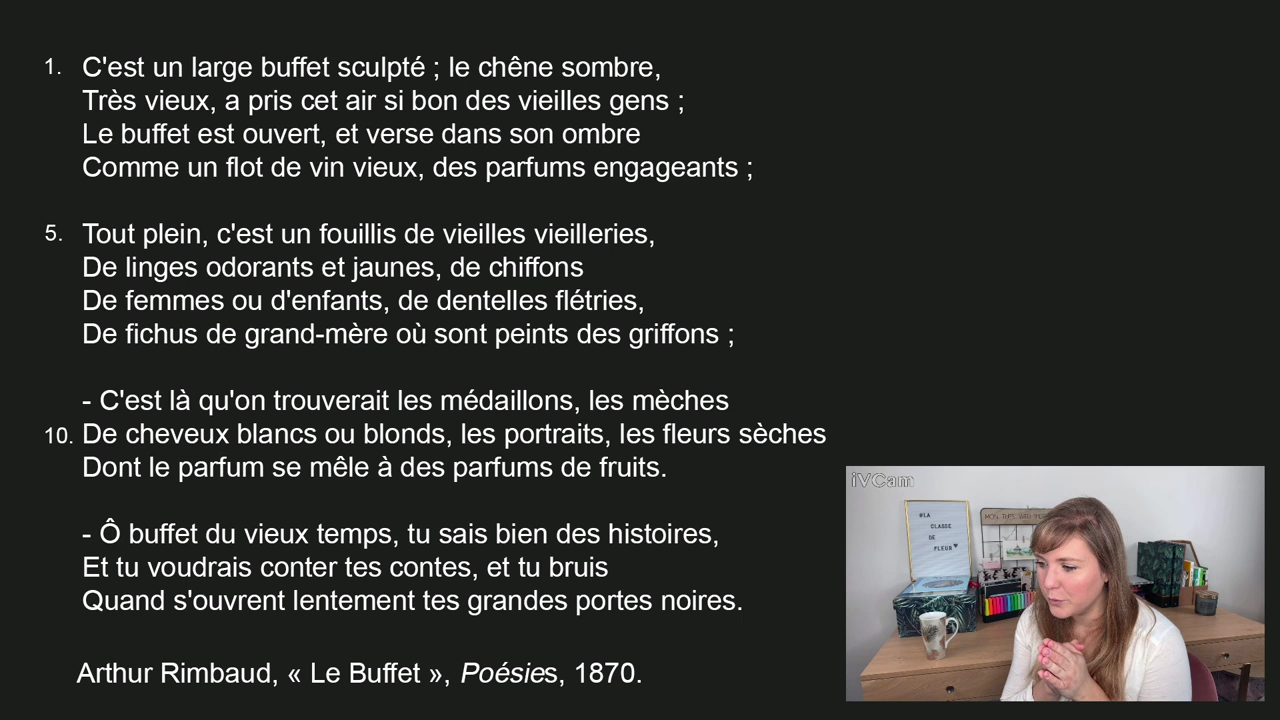 1. C'est un large buffet sculpté ; le chêne sombre,
Très vieux, a pris cet air si bon des vieilles gens ;
Le buffet est ouvert, et verse dans son ombre
Comme un flot de vin vieux, des parfums engageants ;
5. Tout plein, c'est un fouillis de vieilles vieilleries,
De linges odorants et jaunes, de chiffons
De femmes ou d'enfants, de dentelles flétries,
De fichus de grand-mère où sont peints des griffons ;
- C'est là qu'on trouverait les médaillons, les mèches
10. De cheveux blancs ou blonds, les portraits, les fleurs sèches
Dont le parfum se mêle à des parfums de fruits.
- Ô buffet du vieux temps, tu sais bien des histoires,
Et tu voudrais conter tes contes, et tu bruis
Quand s'ouvrent lentement tes grandes portes noires.
Arthur Rimbaud, « Le Buffet », Poésies, 1870.
iVCam
#LA
CLASSE
DE
FLEUR